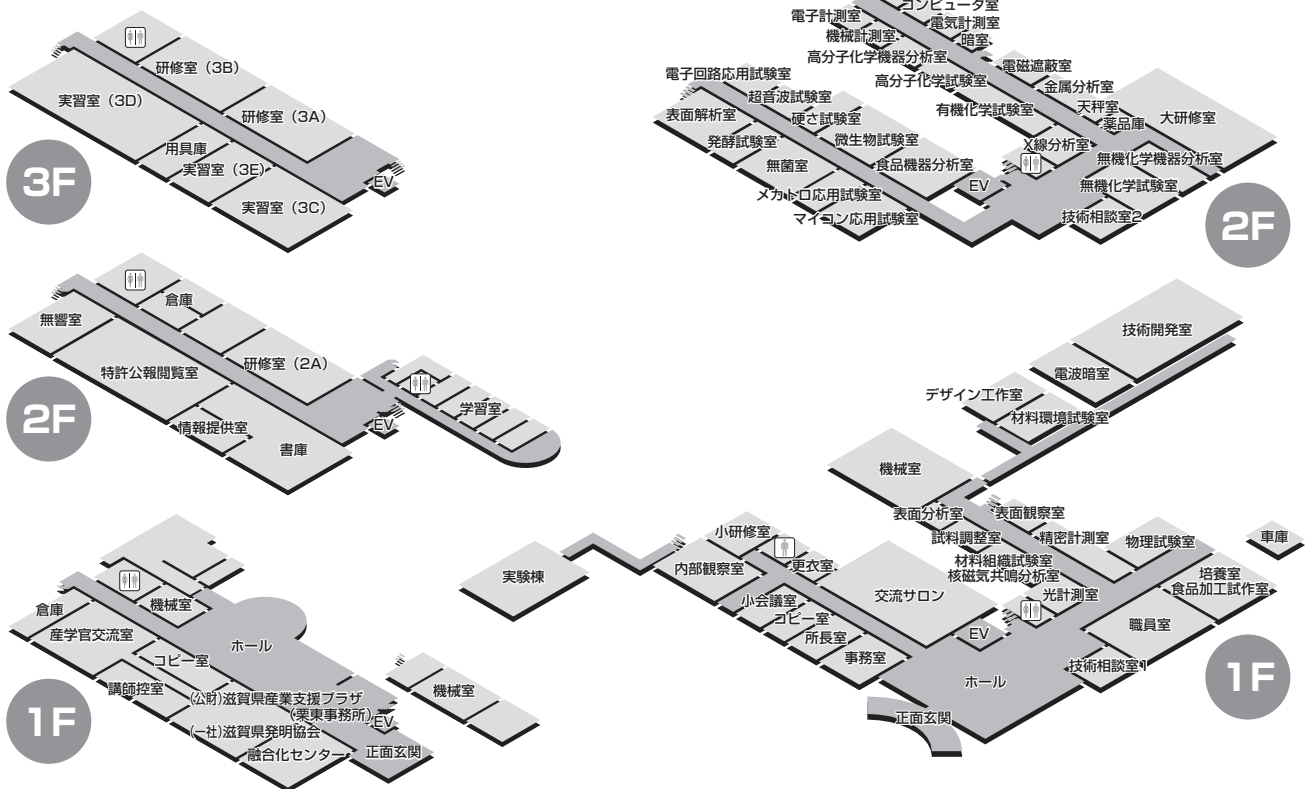 研修室（3B）
実習室（3D）
研修室（3A）
用具庫
実習室（3E）
EV
実習室（3C）
3F
倉庫
無響室
研修室（2A）
特許公報閲覧室
学習室
EV
情報提供室
書庫
2F
機械室
倉庫
産学官交流室
ホール
コピー室
講師控室
機械室
（公財）滋賀県産業支援プラザ
（栗東事務所）
EV
（一社）滋賀県発明協会
融合化センター
正面玄関
1F
コンピュータ室
電子計測室
電気計測室
機械計測室
暗室
高分子化学機器分析室
電磁遮蔽室
電子回路応用試験室
高分子化学試験室
金属分析室
超音波試験室
有機化学試験室
天秤室
表面解析室
硬さ試験室
薬品庫
大研修室
発酵試験室
微生物試験室
X線分析室
無菌室
食品機器分析室
無機化学機器分析室
EV
無機化学試験室
メカトロ応用試験室
マイコン応用試験室
技術相談室2
2F
技術開発室
電波暗室
デザイン工作室
材料環境試験室
機械室
表面分析室
表面観察室
小研修室
試料調整室
精密計測室
物理試験室
車庫
実験棟
内部観察室
更衣室
材料組織試験室
核磁気共鳴分析室
培養室
食品加工試作室
小会議室
交流サロン
光計測室
コピー室
所長室
EV
職員室
事務室
技術相談室1
ホール
正面玄関
1F